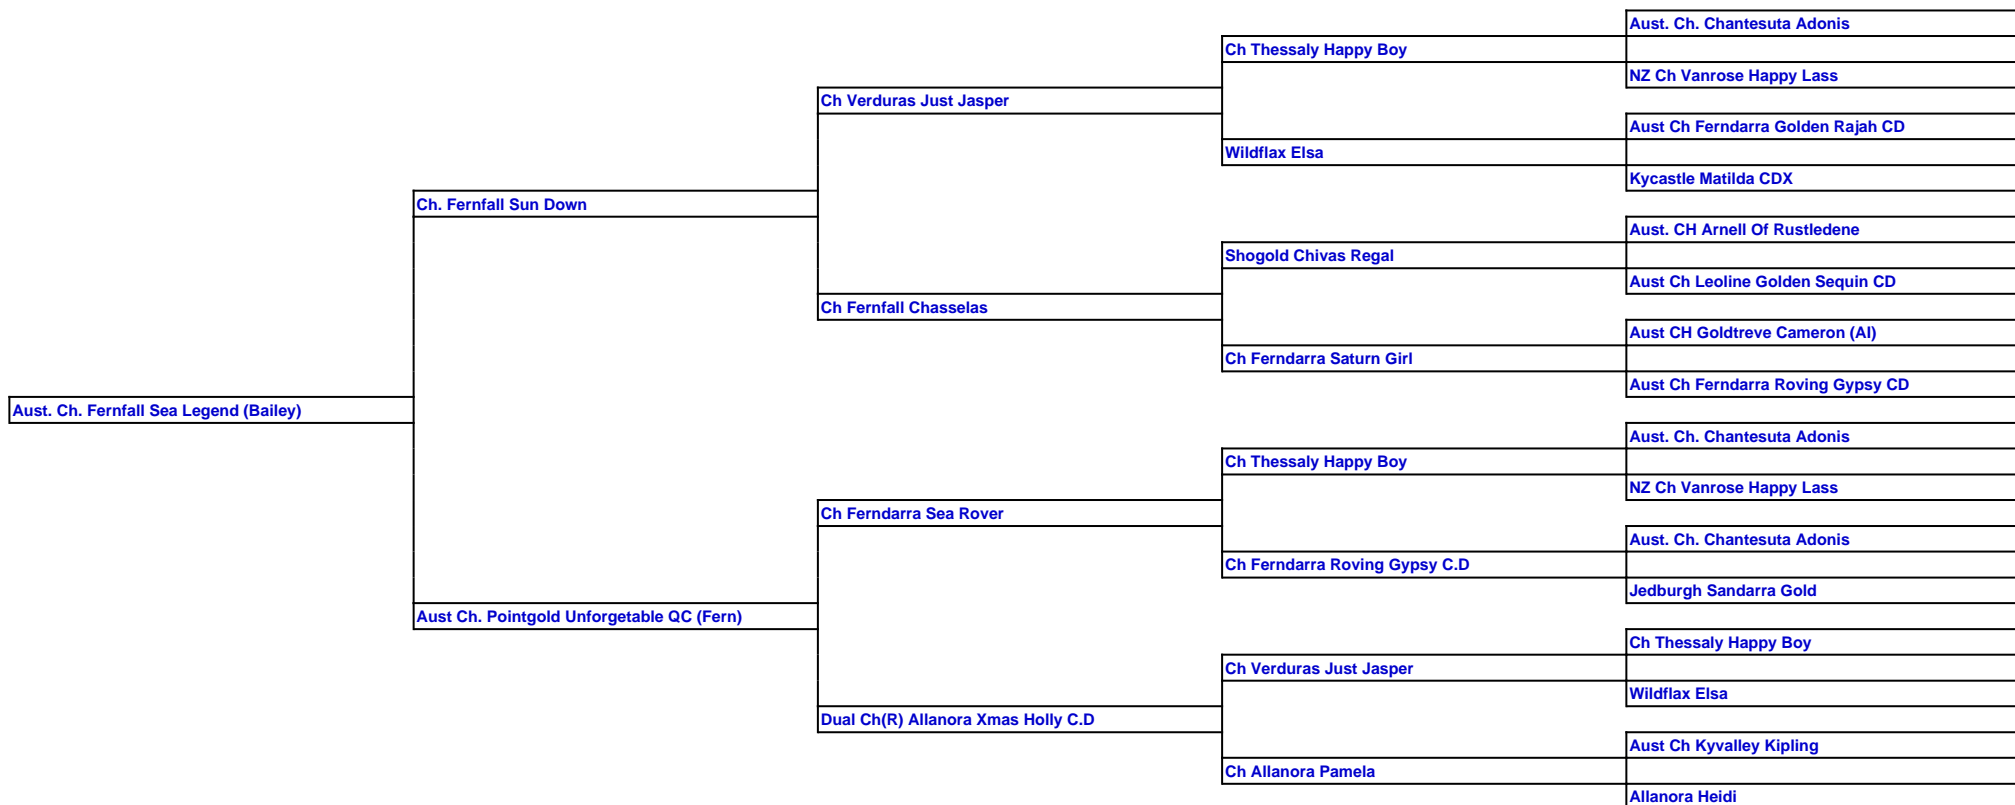 Aust. Ch. Chantesuta Adonis
Ch Thessaly Happy Boy
NZ Ch Vanrose Happy Lass
Ch Verduras Just Jasper
Aust Ch Ferndarra Golden Rajah CD
Wildflax Elsa
Kycastle Matilda CDX
Ch. Fernfall Sun Down
Aust. CH Arnell Of Rustledene
Shogold Chivas Regal
Aust Ch Leoline Golden Sequin CD
Ch Fernfall Chasselas
Aust CH Goldtreve Cameron (AI)
Ch Ferndarra Saturn Girl
Aust Ch Ferndarra Roving Gypsy CD
Aust. Ch. Fernfall Sea Legend (Bailey)
Aust. Ch. Chantesuta Adonis
Ch Thessaly Happy Boy
NZ Ch Vanrose Happy Lass
Ch Ferndarra Sea Rover
Aust. Ch. Chantesuta Adonis
Ch Ferndarra Roving Gypsy C.D
Jedburgh Sandarra Gold
Aust Ch. Pointgold Unforgetable QC (Fern)
Ch Thessaly Happy Boy
Ch Verduras Just Jasper
Wildflax Elsa
Dual Ch(R) Allanora Xmas Holly C.D
Aust Ch Kyvalley Kipling
Ch Allanora Pamela
Allanora Heidi